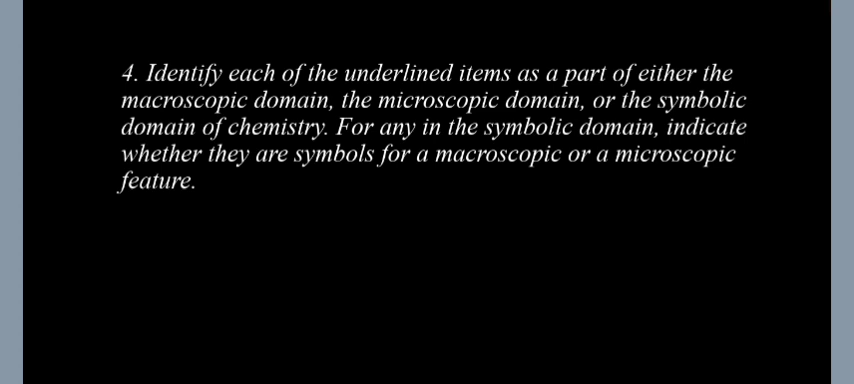 4. Identify each of the underlined items as a part of either the
macroscopic domain, the microscopic domain, or the symbolic
domain of chemistry. For any in the symbolic domain, indicate
whether they are symbols for a macroscopic or a microscopic
feature.